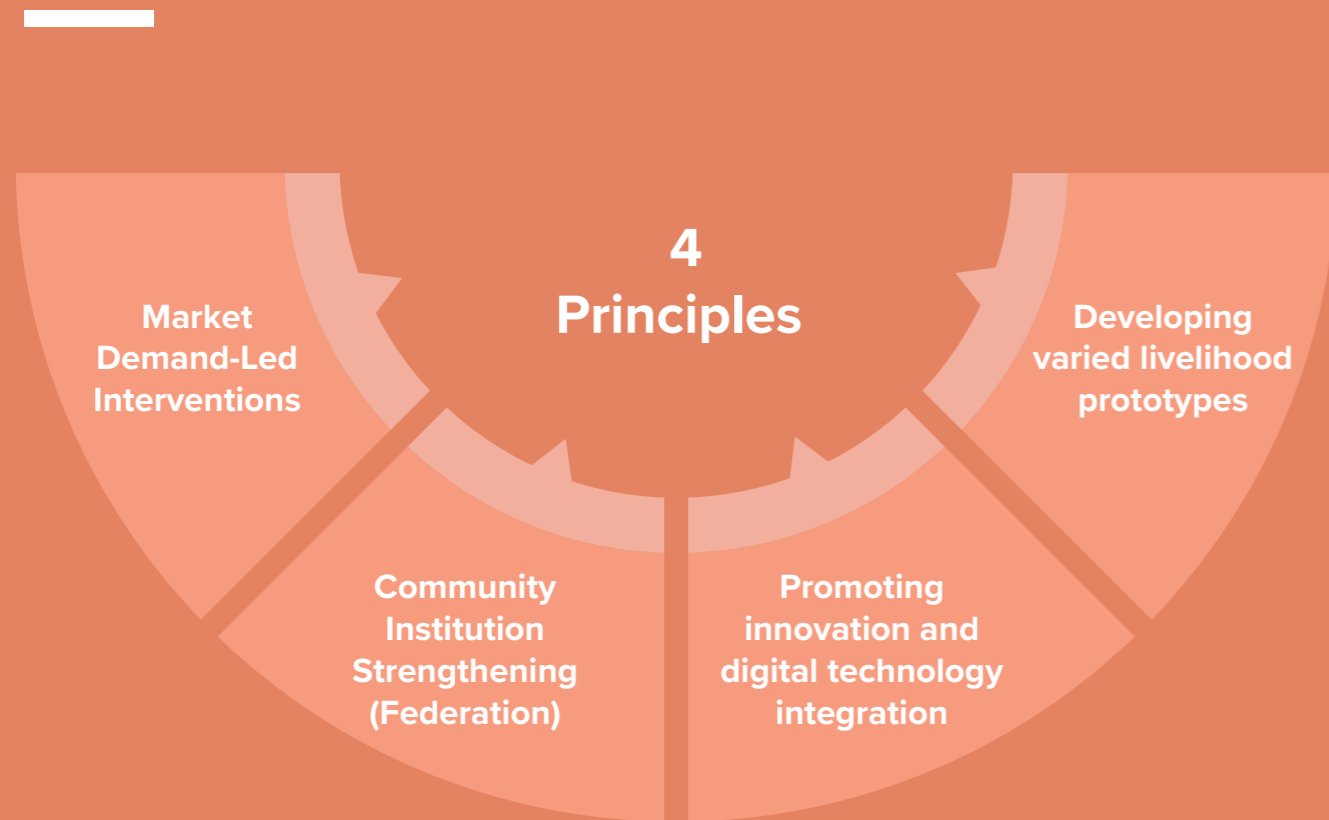 4
Principles
Market
Demand-Led
Interventions
Community
Institution
Strengthening
(Federation)
Promoting
innovation and
digital technology
integration
Developing
varied livelihood
prototypes